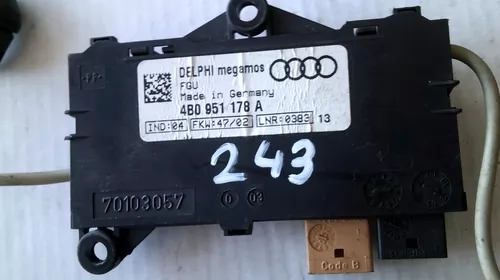 DELPHI megamos
FGU
Made in Germany
4B0 951 178 A
IND:04 FKW:47/02 LNR:0383 13
243
70103057
Code B